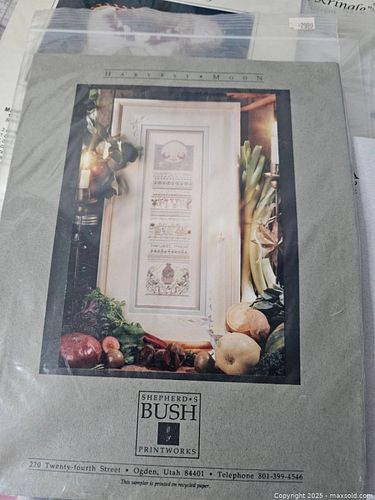 Kringle"
HARVEST • MOON
SHEPHERD•S
BUSH
PRINTWORKS
220 Twenty-fourth Street • Ogden, Utah 84401 • Telephone 801-399-4546
This sampler is printed on recycled paper.
Copyright 2025 - maxsold.com